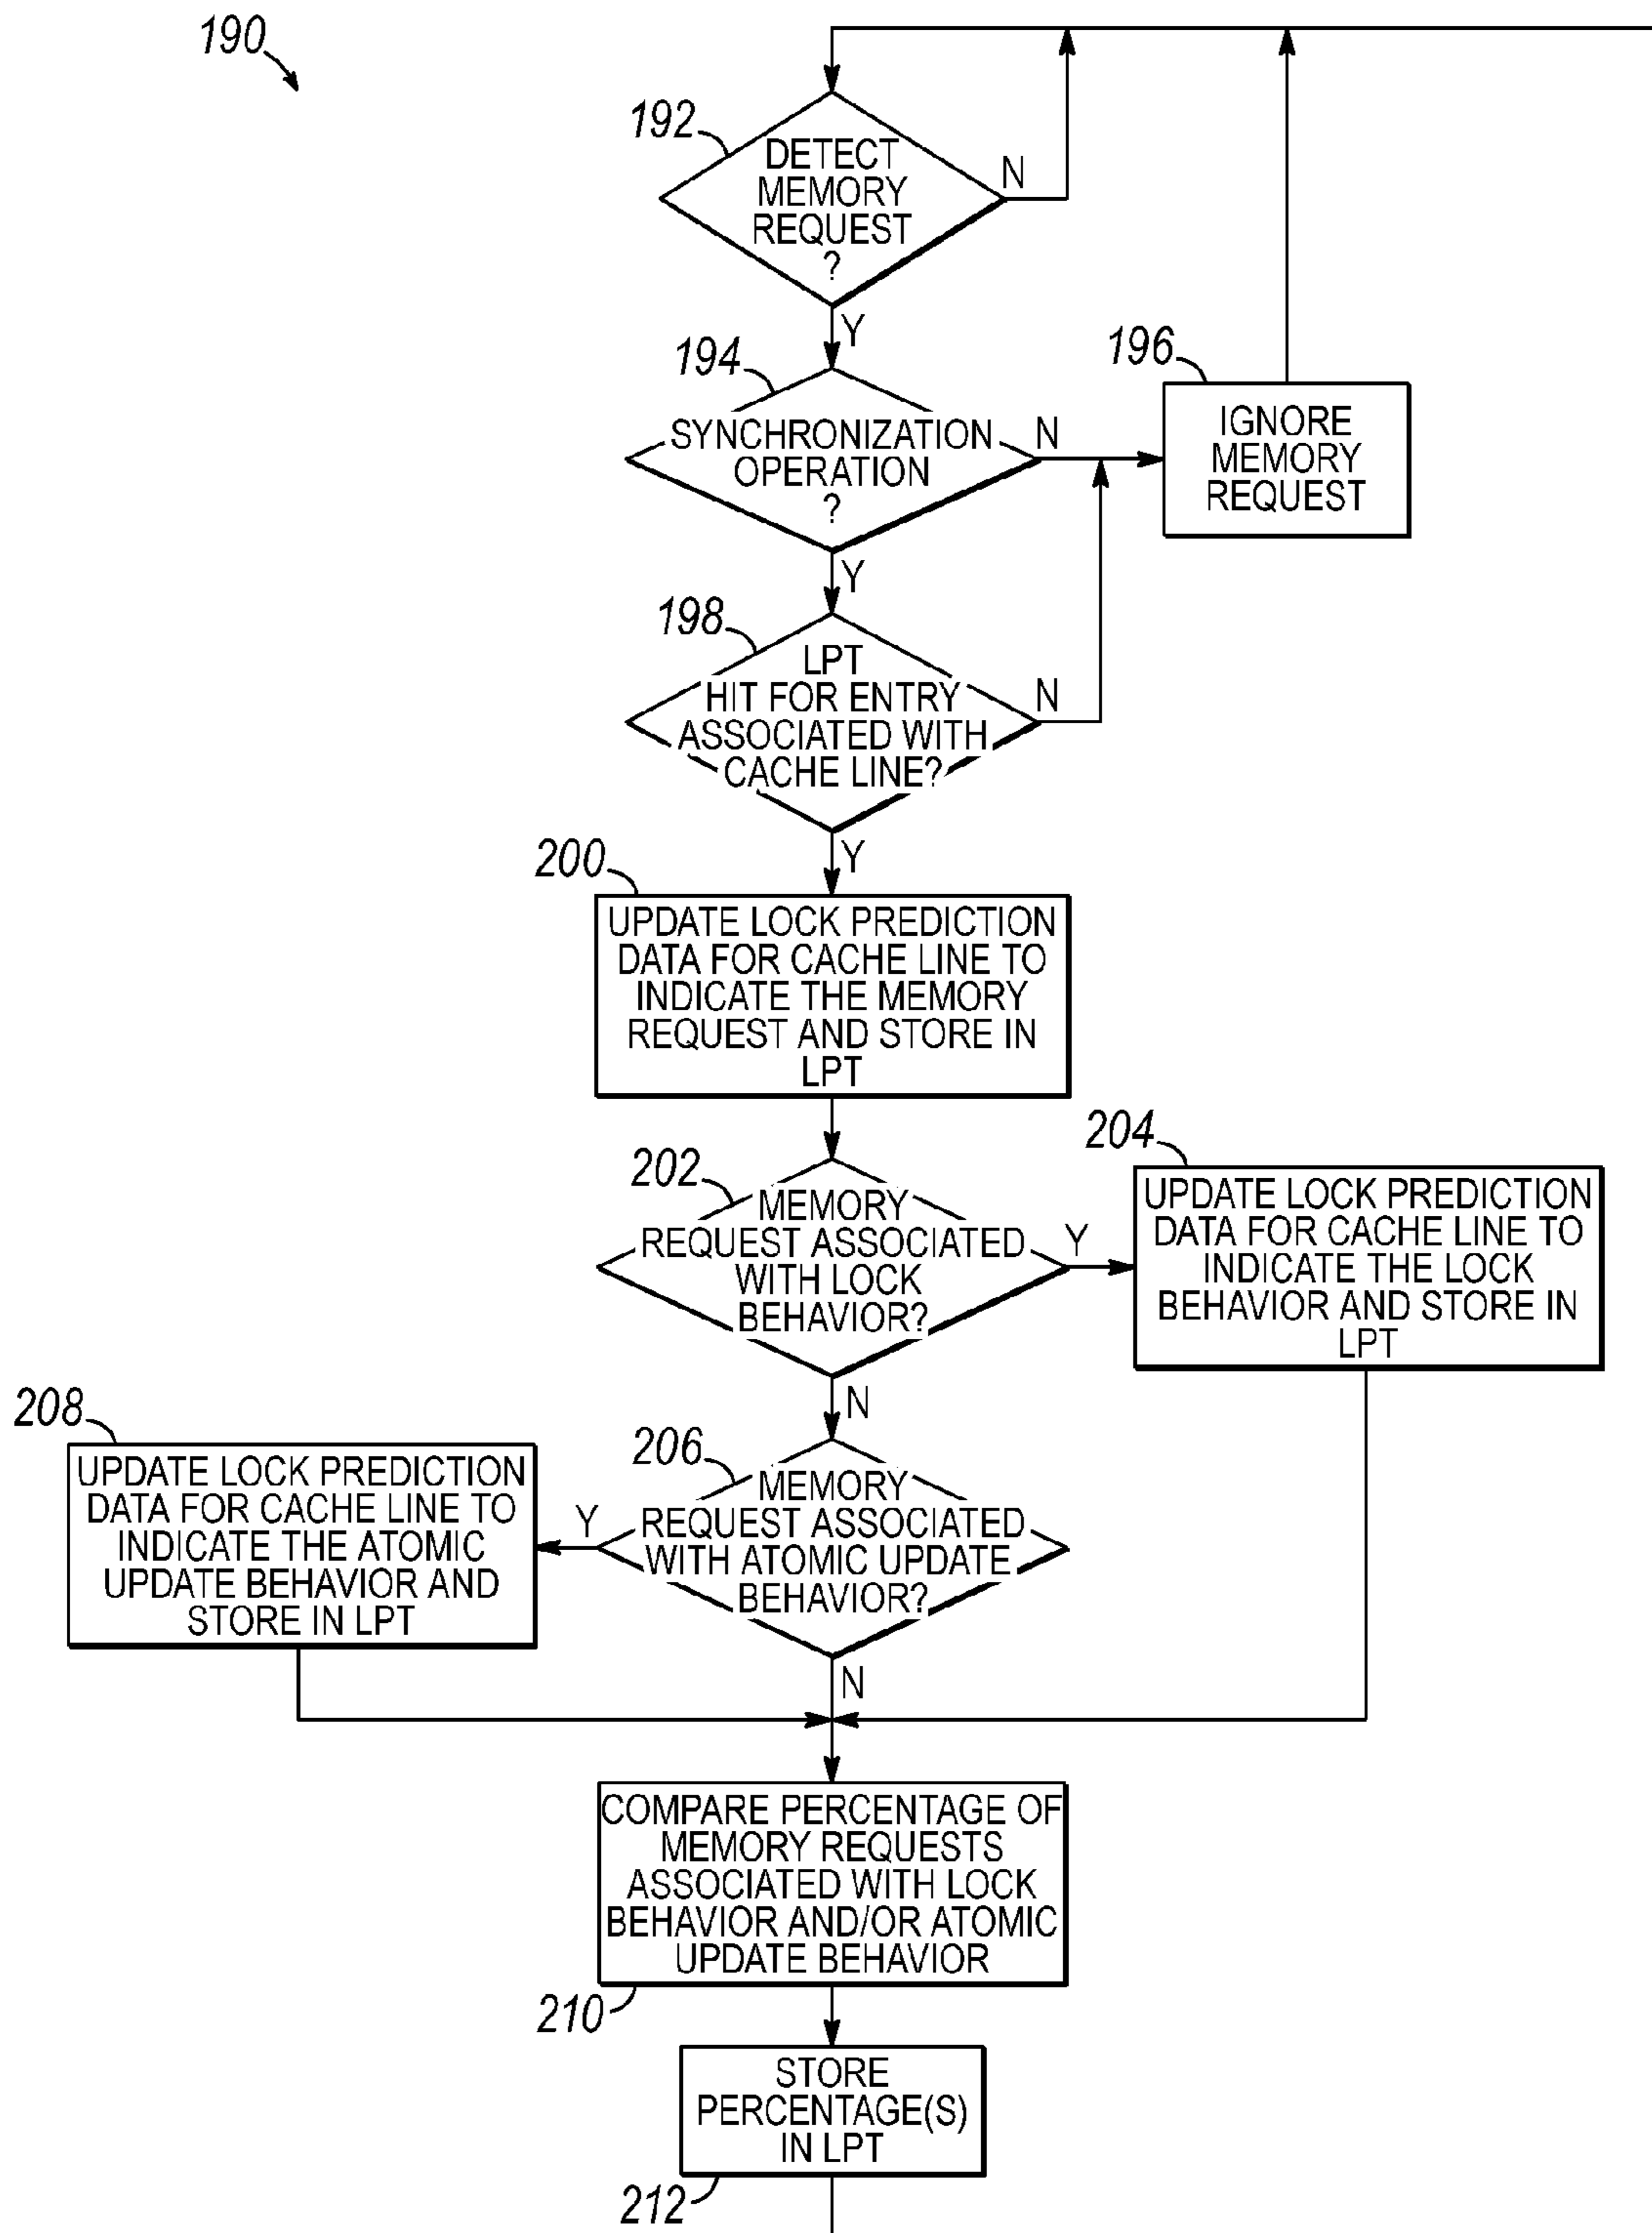 190
192
DETECT
MEMORY
REQUEST
?
N
Y
194
SYNCHRONIZATION
OPERATION
?
N
196
IGNORE
MEMORY
REQUEST
Y
198
LPT
HIT FOR ENTRY
ASSOCIATED WITH
CACHE LINE?
N
Y
200
UPDATE LOCK PREDICTION
DATA FOR CACHE LINE TO
INDICATE THE MEMORY
REQUEST AND STORE IN
LPT
202
MEMORY
REQUEST ASSOCIATED
WITH LOCK
BEHAVIOR?
Y
204
UPDATE LOCK PREDICTION
DATA FOR CACHE LINE TO
INDICATE THE LOCK
BEHAVIOR AND STORE IN
LPT
N
206
MEMORY
REQUEST ASSOCIATED
WITH ATOMIC UPDATE
BEHAVIOR?
Y
208
UPDATE LOCK PREDICTION
DATA FOR CACHE LINE TO
INDICATE THE ATOMIC
UPDATE BEHAVIOR AND
STORE IN LPT
N
COMPARE PERCENTAGE OF
MEMORY REQUESTS
ASSOCIATED WITH LOCK
BEHAVIOR AND/OR ATOMIC
UPDATE BEHAVIOR
210
STORE
PERCENTAGE(S)
IN LPT
212